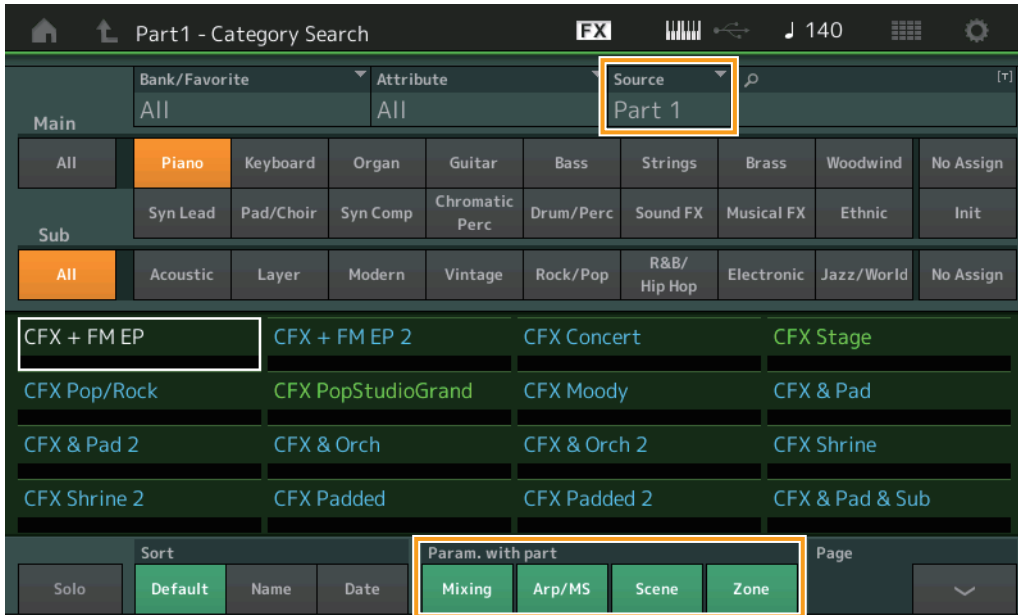 Part1 - Category Search FX ♩ 140
Bank/Favorite Attribute Source [T]
All All Part 1
Main
All Piano Keyboard Organ Guitar Bass Strings Brass Woodwind No Assign
Syn Lead Pad/Choir Syn Comp Chromatic Perc Drum/Perc Sound FX Musical FX Ethnic Init
Sub
All Acoustic Layer Modern Vintage Rock/Pop R&B/ Hip Hop Electronic Jazz/World No Assign
CFX + FM EP CFX + FM EP 2 CFX Concert CFX Stage
CFX Pop/Rock CFX PopStudioGrand CFX Moody CFX & Pad
CFX & Pad 2 CFX & Orch CFX & Orch 2 CFX Shrine
CFX Shrine 2 CFX Padded CFX Padded 2 CFX & Pad & Sub
Sort Param. with part Page
Solo Default Name Date Mixing Arp/MS Scene Zone